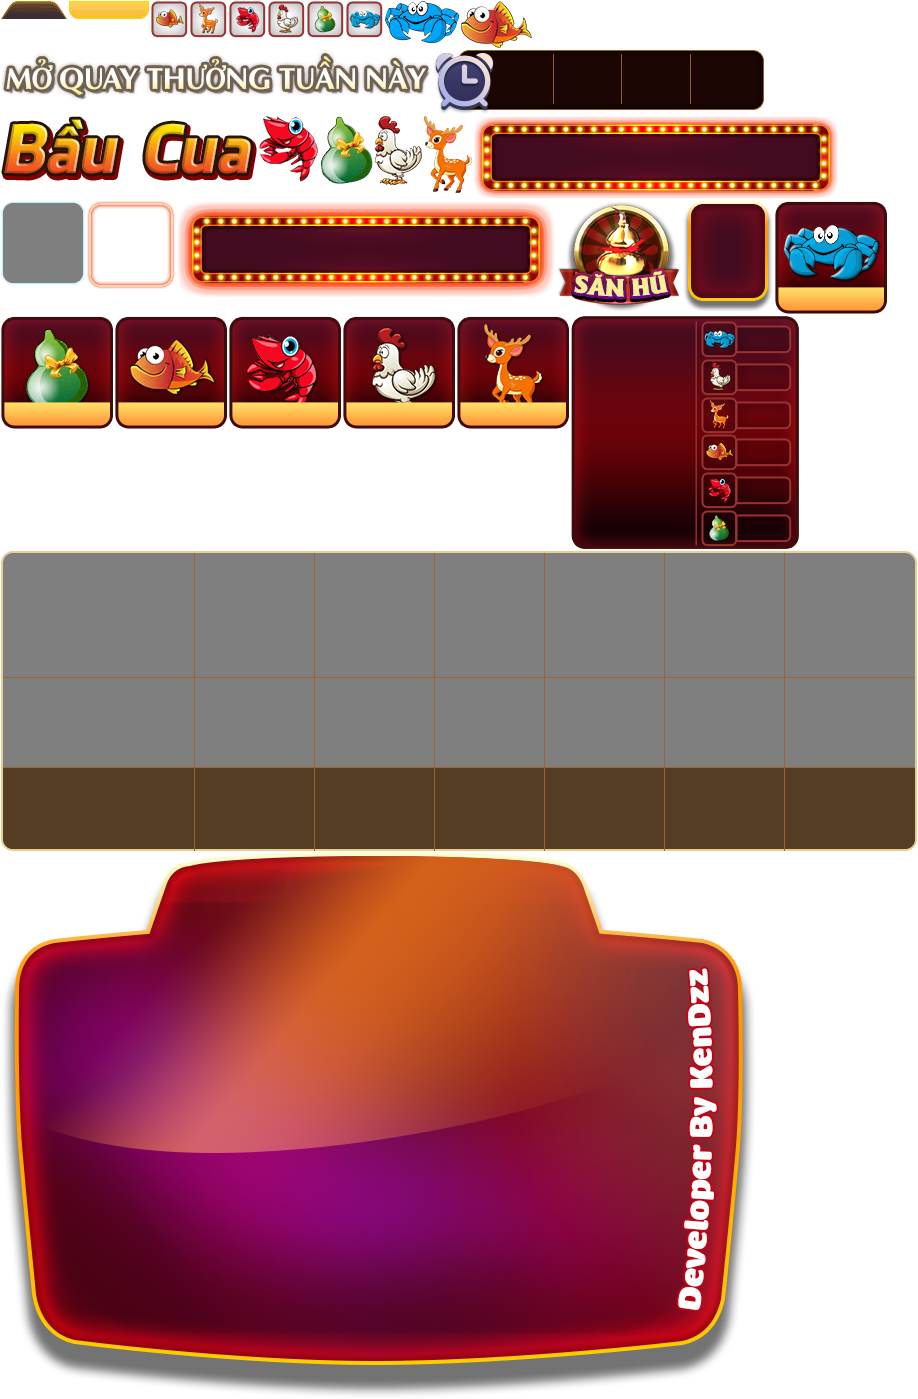 MỞ QUAY THƯỞNG TUẦN NÀY
Bầu Cua
SĂN HŨ
Developer By KenDzz